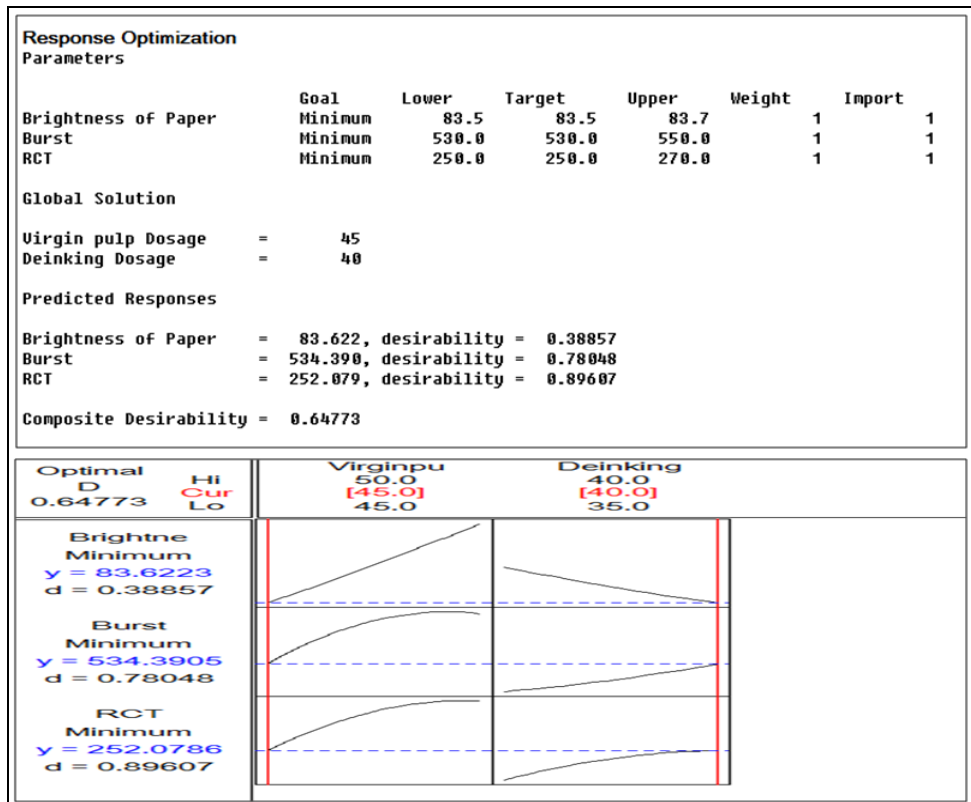 Response Optimization
Parameters
Goal Lower Target Upper Weight Import
Brightness of Paper Minimum 83.5 83.5 83.7 1 1
Burst Minimum 530.0 530.0 550.0 1 1
RCT Minimum 250.0 250.0 270.0 1 1
Global Solution
Virgin pulp Dosage = 45
Deinking Dosage = 40
Predicted Responses
Brightness of Paper = 83.622, desirability = 0.38857
Burst = 534.390, desirability = 0.78048
RCT = 252.079, desirability = 0.89607
Composite Desirability = 0.64773
Optimal
D
0.64773
Hi
Cur
Lo
Virginpu
50.0
[45.0]
45.0
Deinking
40.0
[40.0]
35.0
Brightne
Minimum
y = 83.6223
d = 0.38857
Burst
Minimum
y = 534.3905
d = 0.78048
RCT
Minimum
y = 252.0786
d = 0.89607